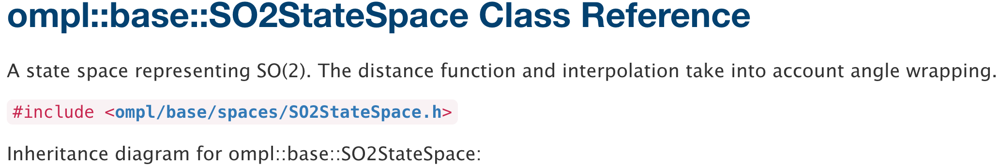 ompl::base::SO2StateSpace Class Reference
A state space representing SO(2). The distance function and interpolation take into account angle wrapping.
#include <ompl/base/spaces/SO2StateSpace.h>
Inheritance diagram for ompl::base::SO2StateSpace: